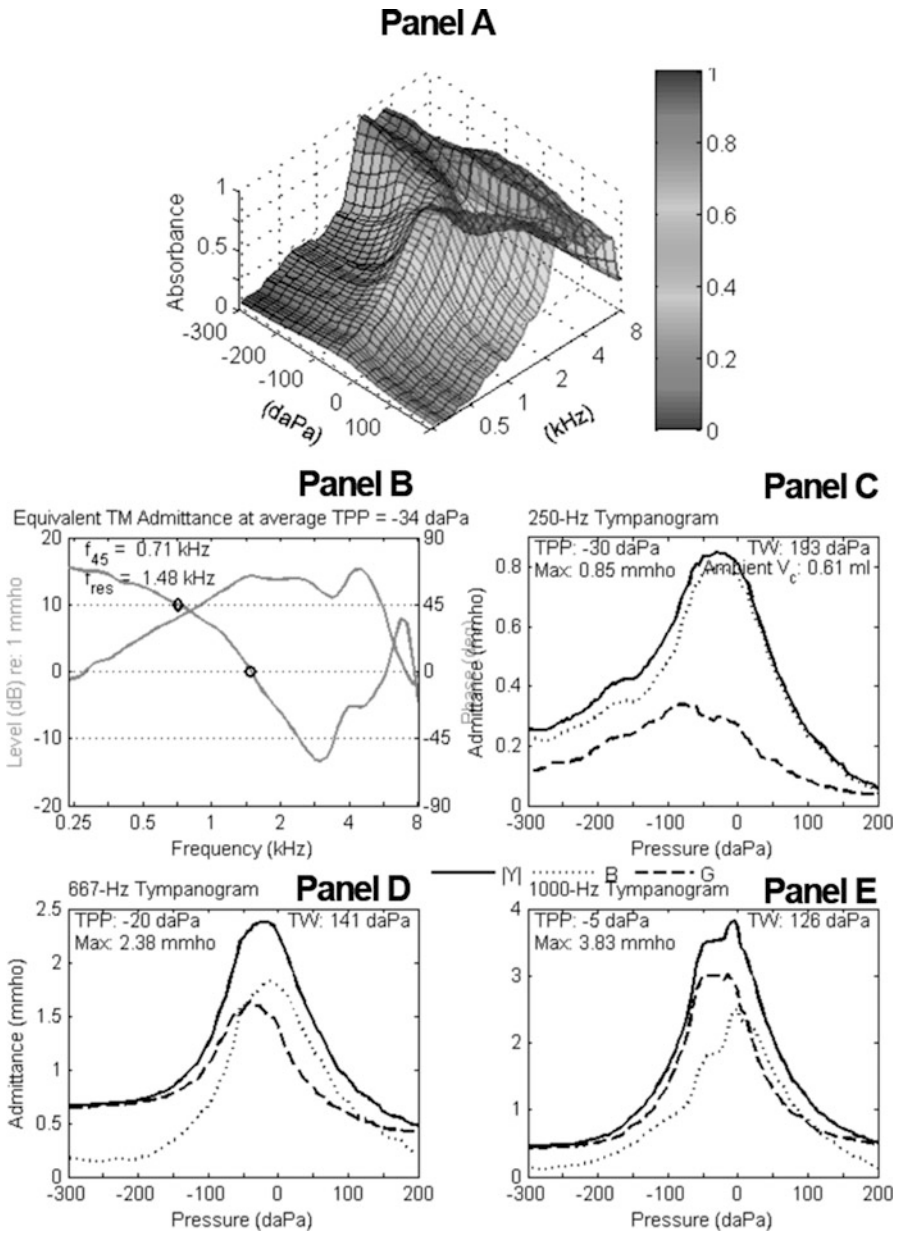 Panel A
1
0.8
0.6
0.4
0.2
0
Absorbance
1
0.5
0
-300
-200
-100
0
100
(daPa)
0.5
1
2
4
8
(kHz)
Panel B
Equivalent TM Admittance at average TPP = -34 daPa
f45 = 0.71 kHz
fres = 1.48 kHz
Level (dB) re: 1 mmho
20
10
0
-10
-20
90
45
0
-45
-90
Phase (deg)
0.25 0.5 1 2 4 8
Frequency (kHz)
Panel C
250-Hz Tympanogram
TPP: -30 daPa TW: 193 daPa
Max: 0.85 mmho Ambient Vc: 0.61 ml
Admittance (mmho)
0.8
0.6
0.4
0.2
0
-300 -200 -100 0 100 200
Pressure (daPa)
|Y| B G
Panel D
667-Hz Tympanogram
TPP: -20 daPa TW: 141 daPa
Max: 2.38 mmho
Admittance (mmho)
2.5
2
1.5
1
0.5
0
-300 -200 -100 0 100 200
Pressure (daPa)
Panel E
1000-Hz Tympanogram
TPP: -5 daPa TW: 126 daPa
Max: 3.83 mmho
4
3
2
1
0
-300 -200 -100 0 100 200
Pressure (daPa)